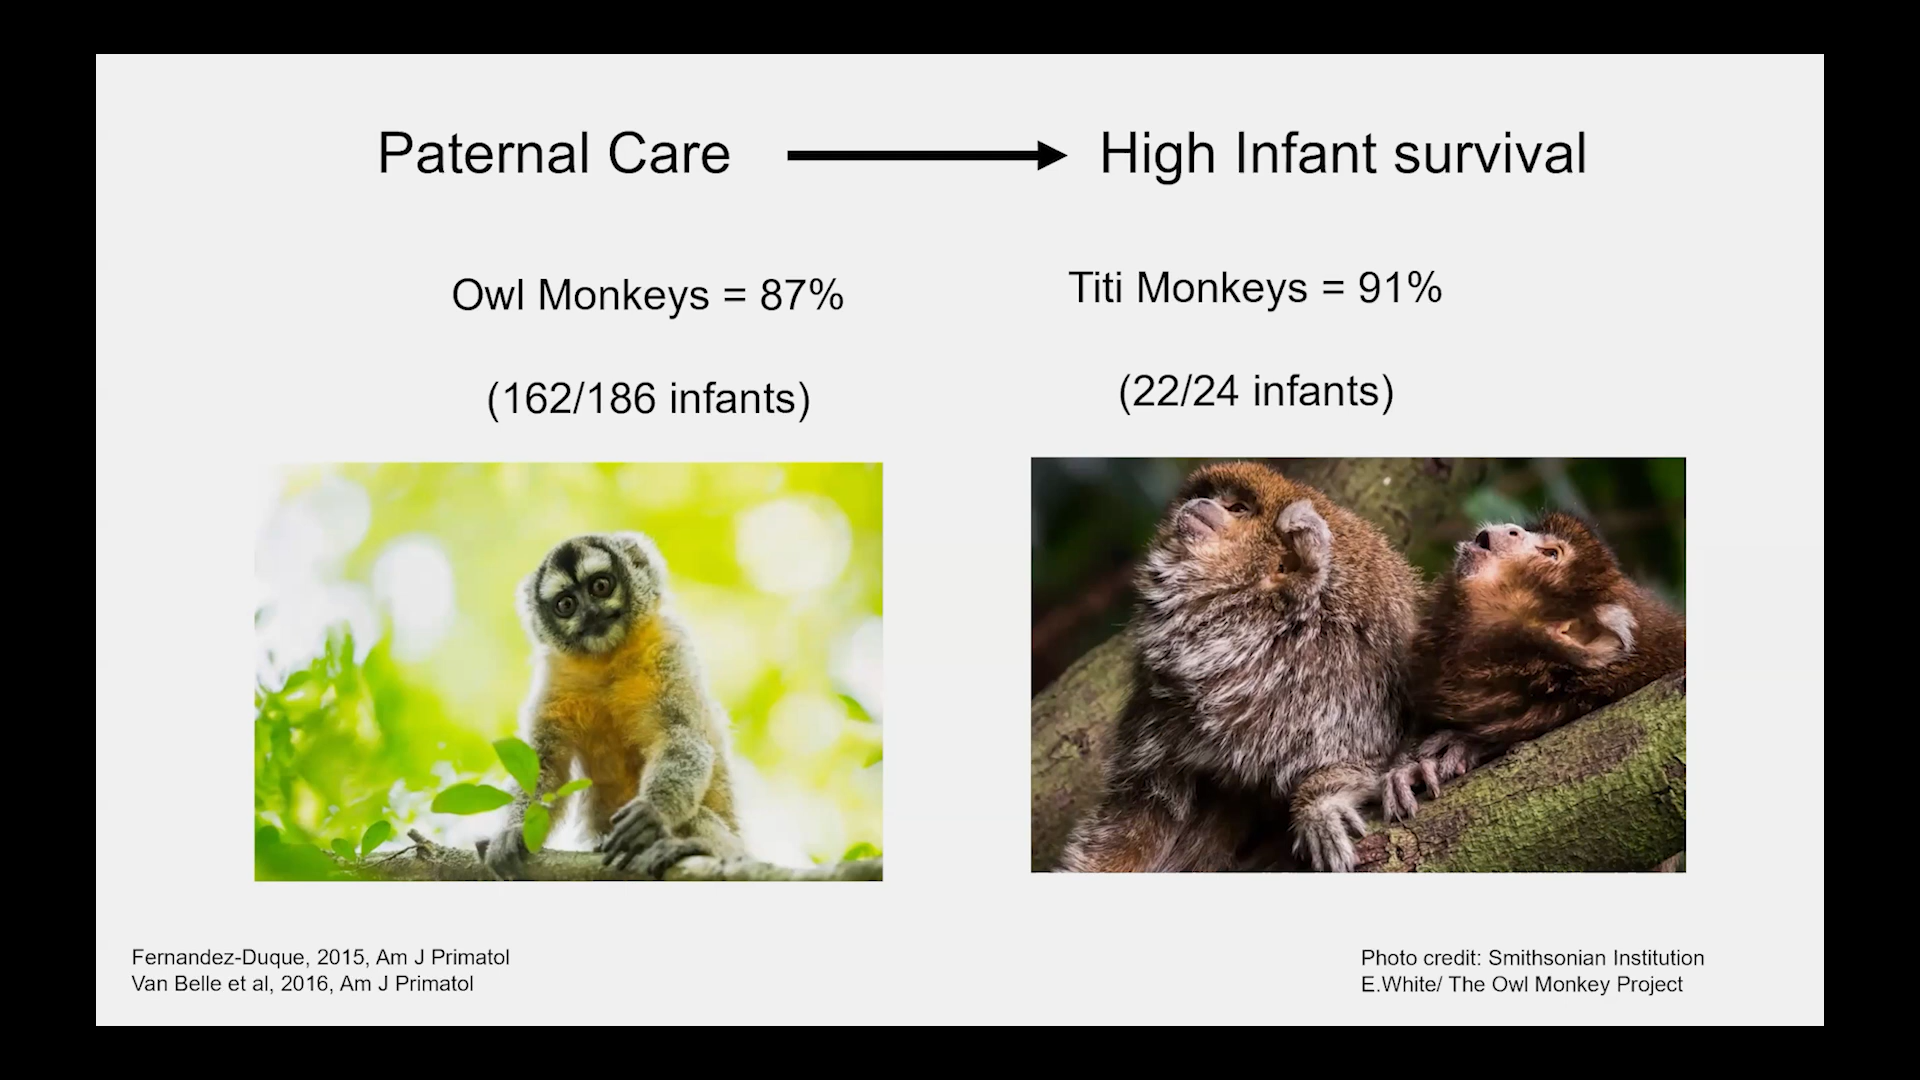 Paternal Care
High Infant survival
Owl Monkeys = 87%
(162/186 infants)
Titi Monkeys = 91%
(22/24 infants)
Fernandez-Duque, 2015, Am J Primatol
Van Belle et al, 2016, Am J Primatol
Photo credit: Smithsonian Institution
E.White/ The Owl Monkey Project